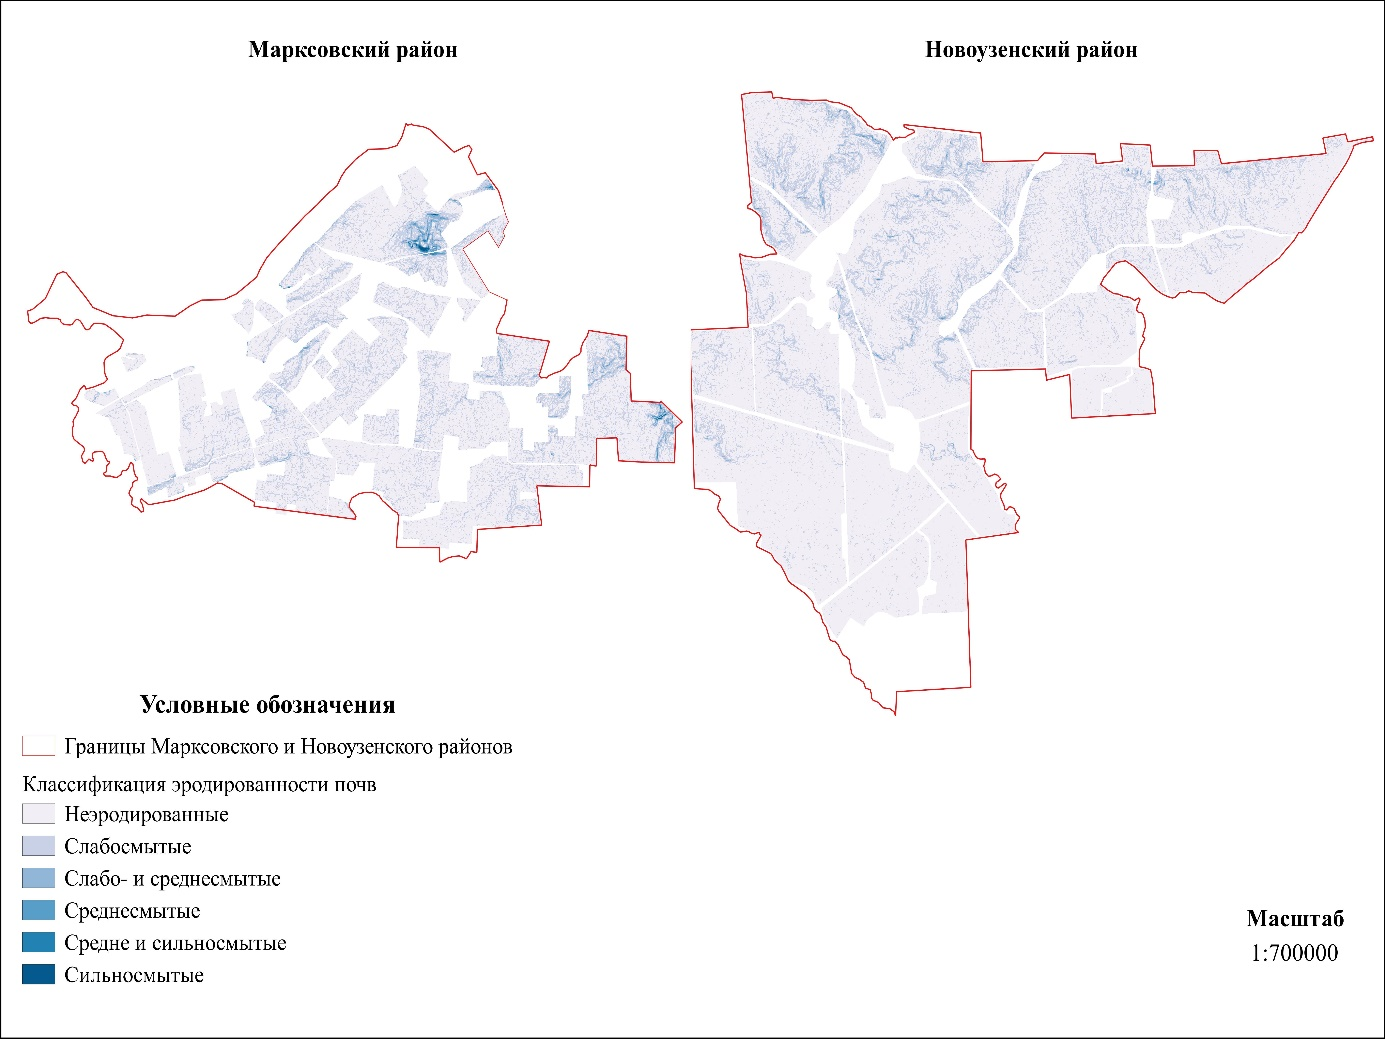 Марксовский район
Новоузенский район
Условные обозначения
Границы Марксовского и Новоузенского районов
Классификация эродированности почв
Неэродированные
Слабосмытые
Слабо- и среднесмытые
Среднесмытые
Средне и сильносмытые
Сильносмытые
Масштаб
1:700000